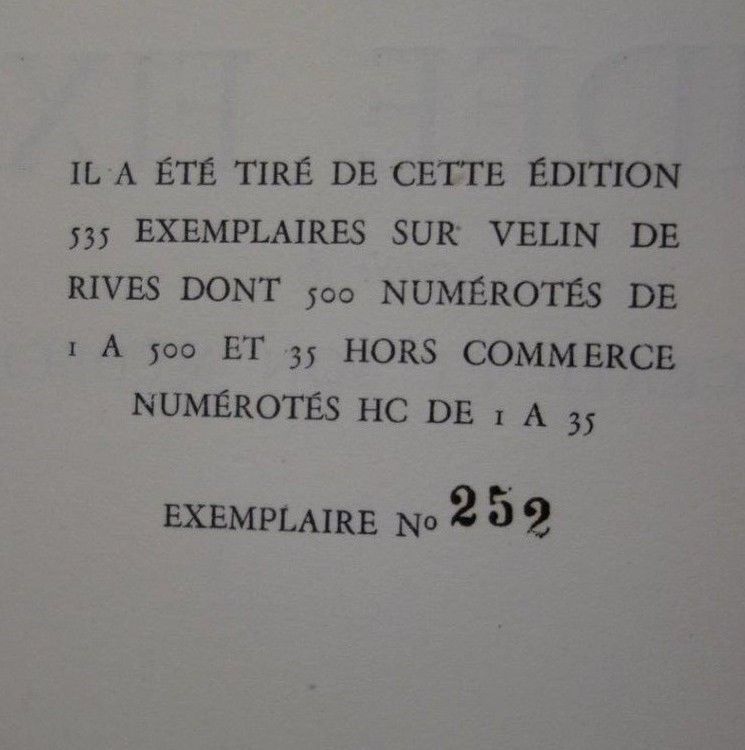 IL A ÉTÉ TIRÉ DE CETTE ÉDITION
535 EXEMPLAIRES SUR VELIN DE
RIVES DONT 500 NUMÉROTÉS DE
1 A 500 ET 35 HORS COMMERCE
NUMÉROTÉS HC DE 1 A 35
EXEMPLAIRE No 252